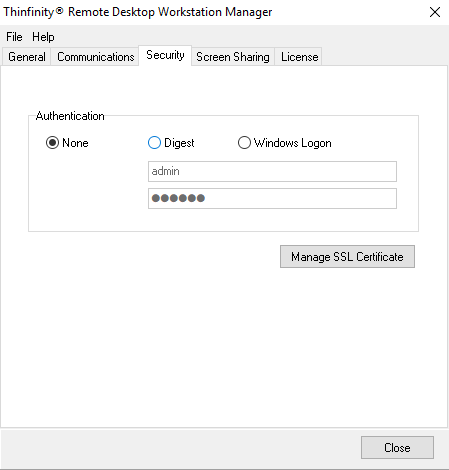 Thinfinity® Remote Desktop Workstation Manager
File Help
General Communications Security Screen Sharing License
Authentication
None Digest Windows Logon
admin
●●●●●●
Manage SSL Certificate
Close